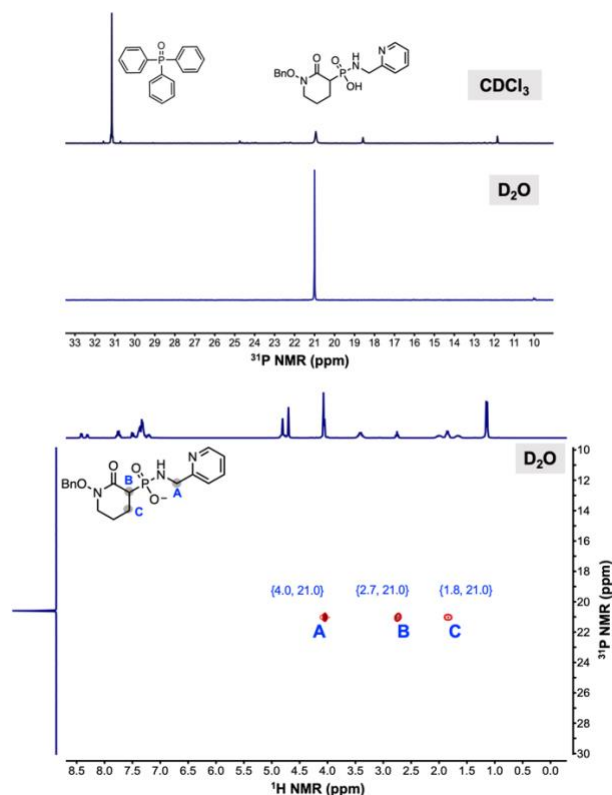 O
P
O
O
P
N
H
N
BnO
N
OH
CDCl₃
D₂O
33 32 31 30 29 28 27 26 25 24 23 22 21 20 19 18 17 16 15 14 13 12 11 10
³¹P NMR (ppm)
D₂O
O
O
P
H
N
N
B
BnO
N
O−
A
C
{4.0, 21.0} {2.7, 21.0} {1.8, 21.0}
A B C
10
12
14
16
18
20
22
24
26
28
30
³¹P NMR (ppm)
8.5 8.0 7.5 7.0 6.5 6.0 5.5 5.0 4.5 4.0 3.5 3.0 2.5 2.0 1.5 1.0 0.5 0.0
¹H NMR (ppm)